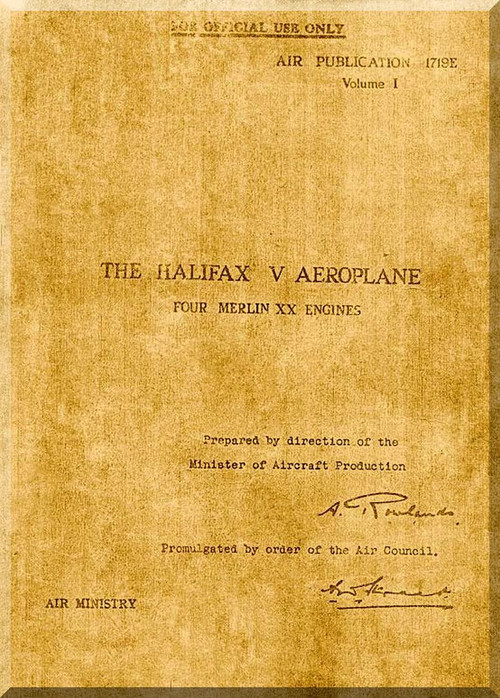 FOR OFFICIAL USE ONLY
AIR PUBLICATION 1719E
Volume I
THE HALIFAX V AEROPLANE
FOUR MERLIN XX ENGINES
Prepared by direction of the
Minister of Aircraft Production
A. Rowlands.
Promulgated by order of the Air Council.
AIR MINISTRY